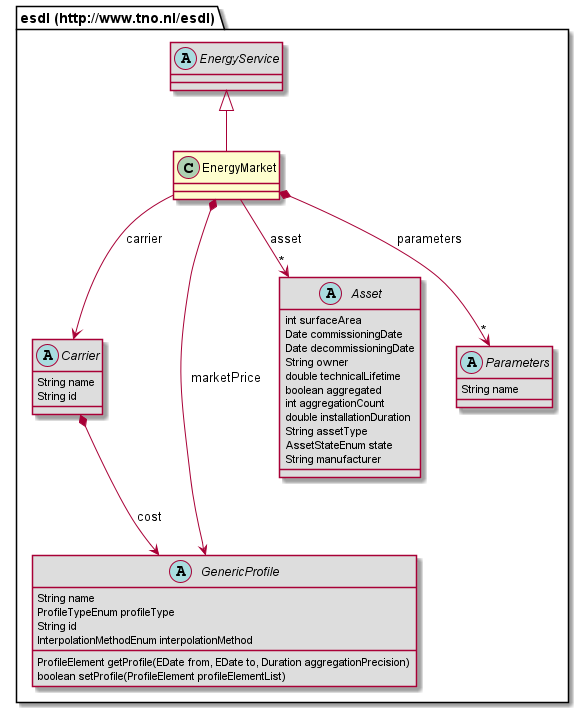 esdl (http://www.tno.nl/esdl)
A EnergyService
C EnergyMarket
carrier
asset
parameters
*
A Asset
int surfaceArea
Date commissioningDate
Date decommissioningDate
String owner
double technicalLifetime
boolean aggregated
int aggregationCount
double installationDuration
String assetType
AssetStateEnum state
String manufacturer
*
A Carrier
String name
String id
A Parameters
String name
marketPrice
cost
A GenericProfile
String name
ProfileTypeEnum profileType
String id
InterpolationMethodEnum interpolationMethod
ProfileElement getProfile(EDate from, EDate to, Duration aggregationPrecision)
boolean setProfile(ProfileElement profileElementList)